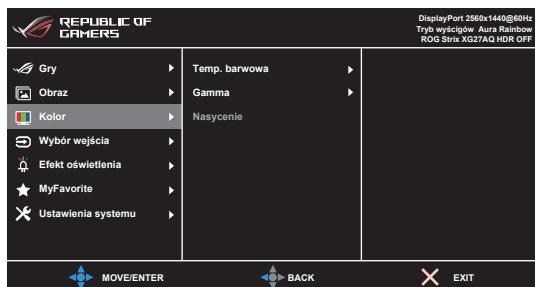 REPUBLIC OF
GAMERS
DisplayPort 2560x1440@60Hz
Tryb wyścigów Aura Rainbow
ROG Strix XG27AQ HDR OFF
Gry
Obraz
Kolor
Wybór wejścia
Efekt oświetlenia
MyFavorite
Ustawienia systemu
Temp. barwowa
Gamma
Nasycenie
MOVE/ENTER
BACK
EXIT